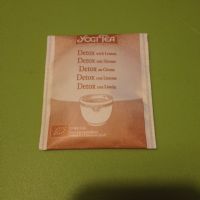 YOGI TEA
Detox with Lemon
Detox mit Zitrone
Detox au Citron
Detox con Limone
Detox con Limón